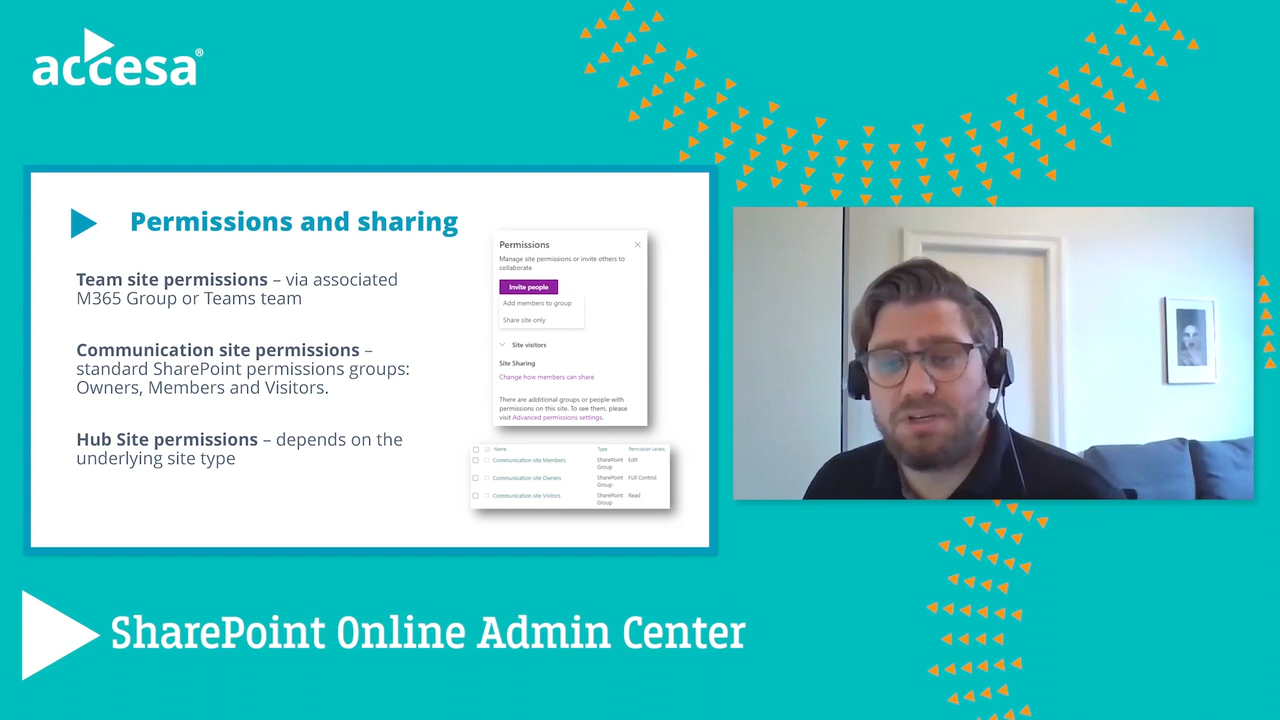 accesa®
Permissions and sharing
Team site permissions – via associated
M365 Group or Teams team
Communication site permissions –
standard SharePoint permissions groups:
Owners, Members and Visitors.
Hub Site permissions – depends on the
underlying site type
Permissions
Manage site permissions or invite others to
collaborate
Invite people
Add members to group
Share site only
Site visitors
Site Sharing
Change how members can share
There are additional groups or people with
permissions on this site. To see them, please
visit Advanced permissions settings.
Name Type Permission Levels
Communication site Members SharePoint Group Edit
Communication site Owners SharePoint Group Full Control
Communication site Visitors SharePoint Group Read
SharePoint Online Admin Center